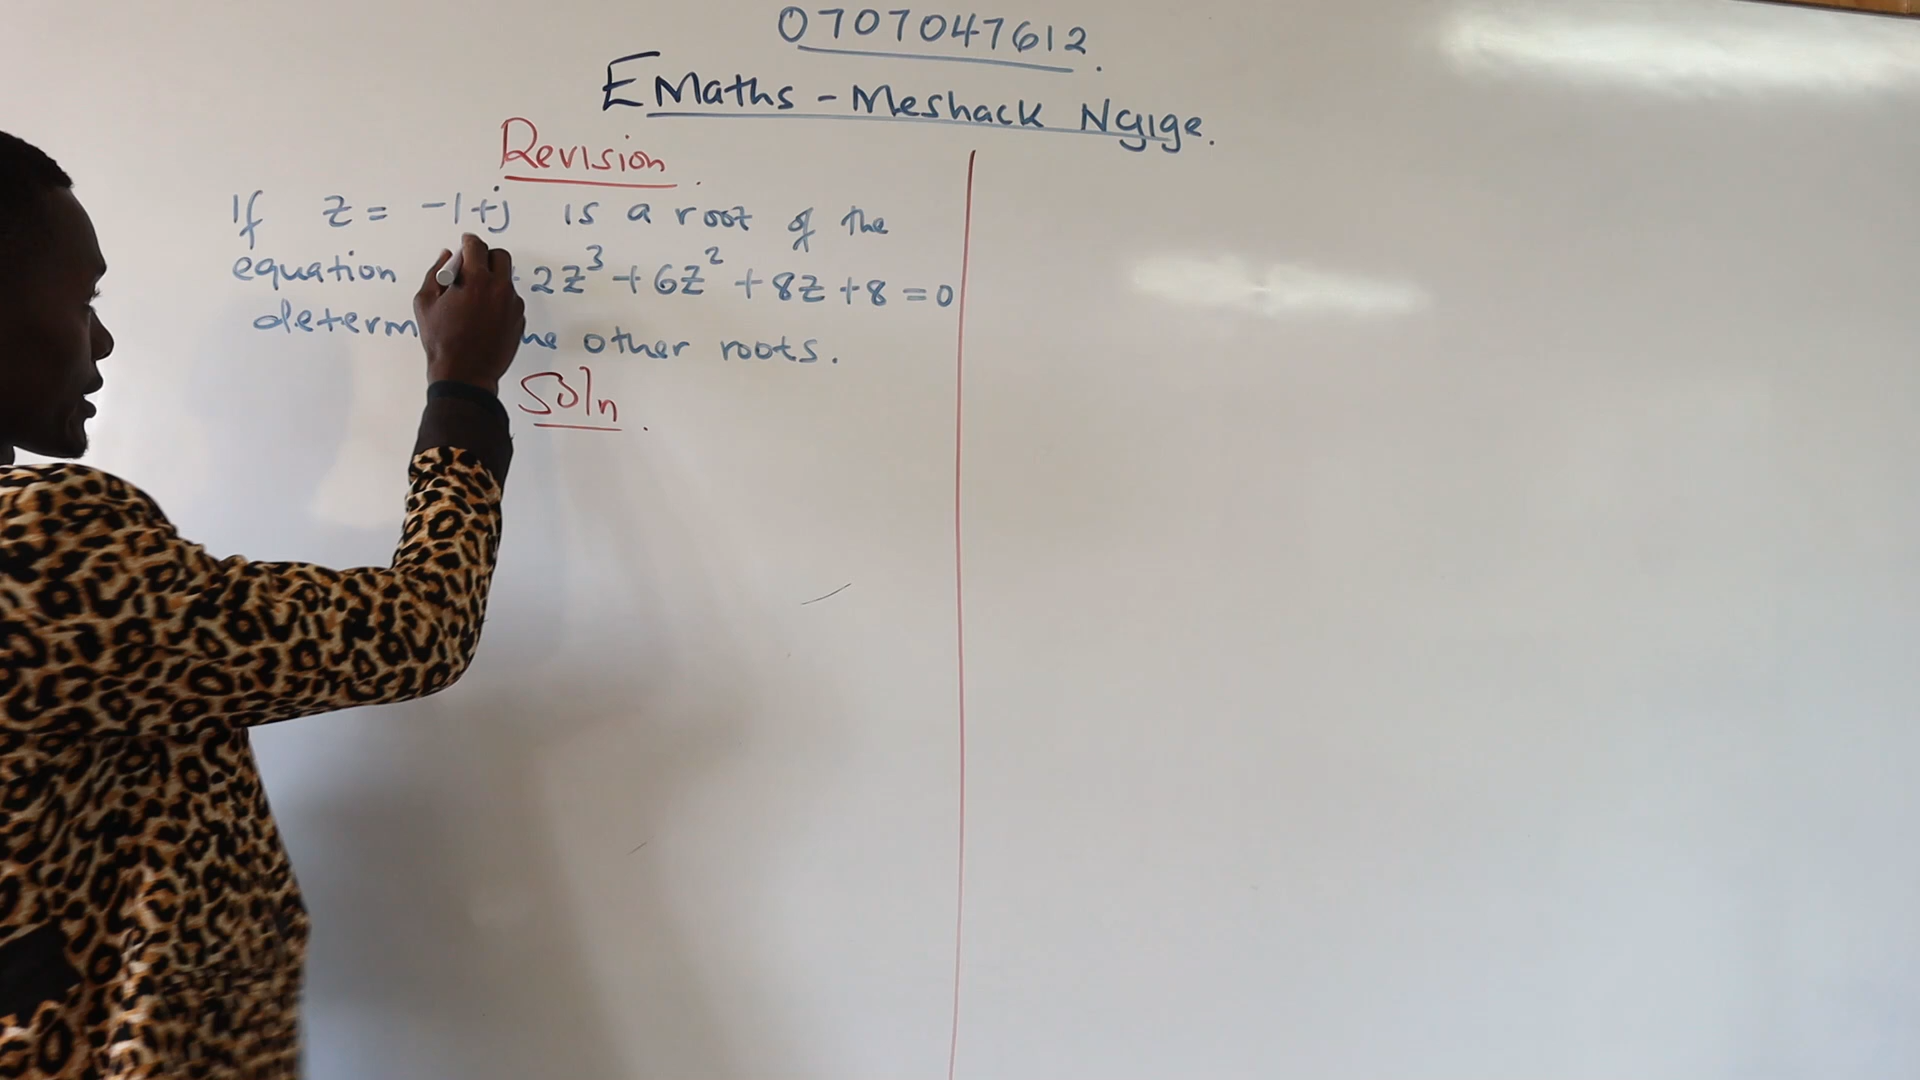 0707047612.
EMaths - Meshack Ngige.
Revision.
If z = -1+j is a root of the
equation 2z³ + 6z² + 8z + 8 = 0
determ he other roots.
Soln.